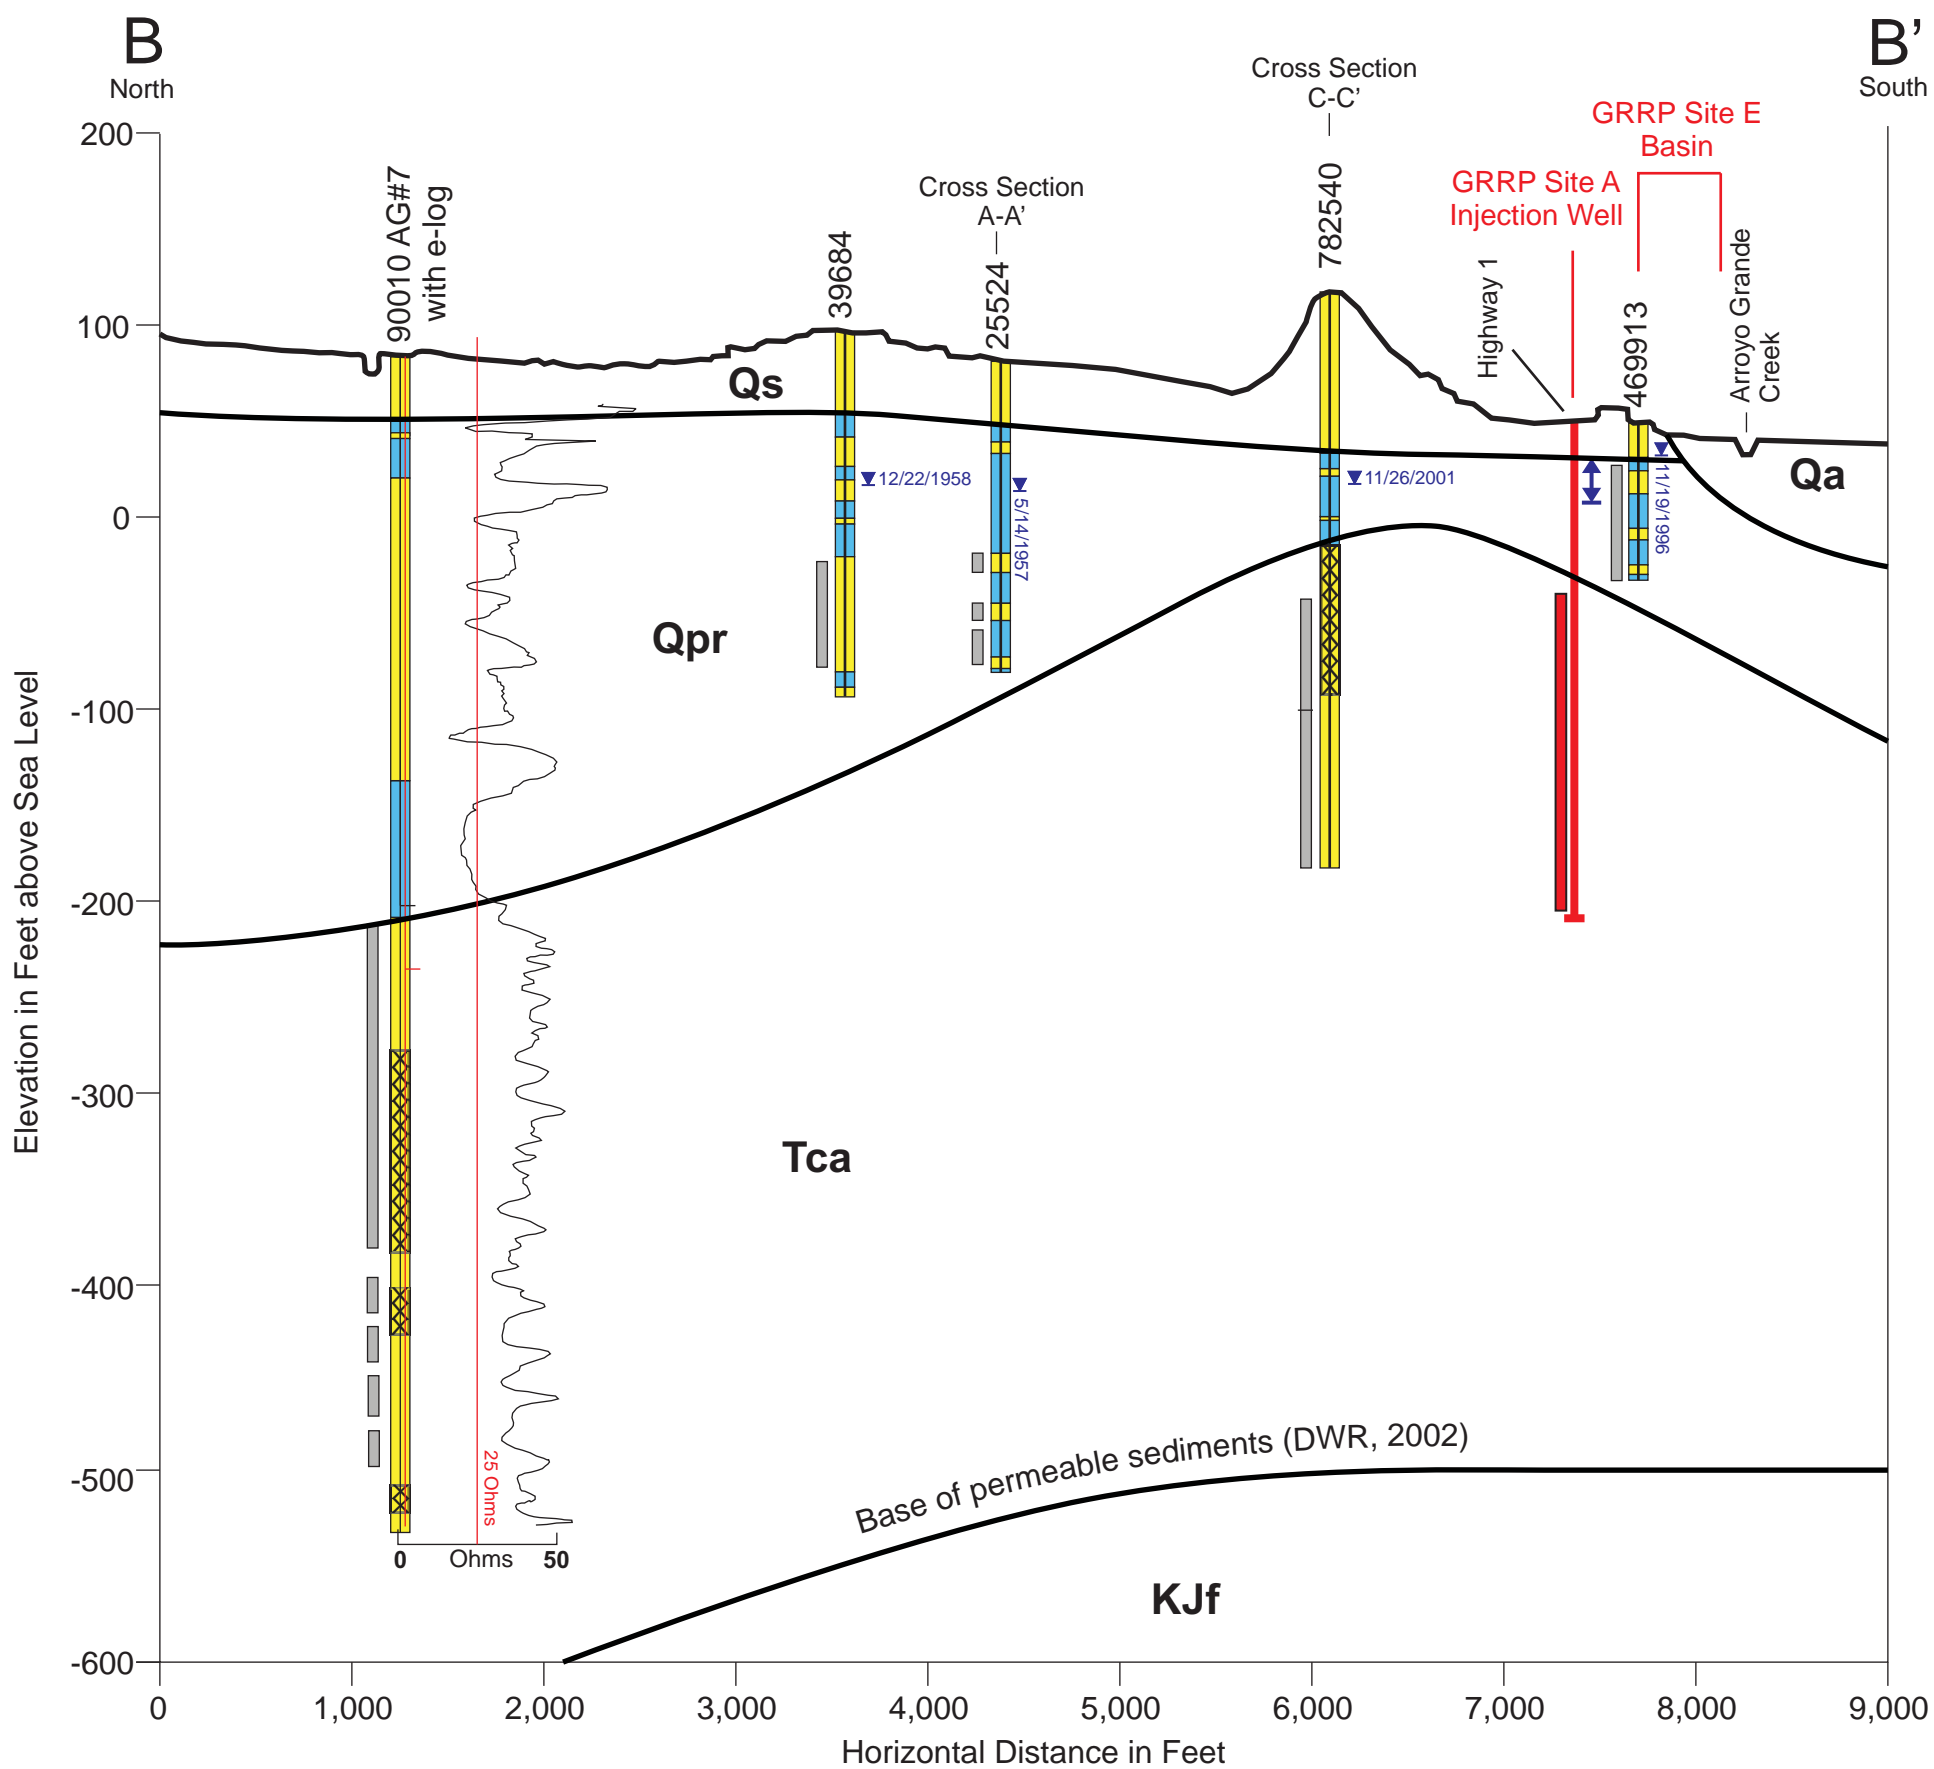 B
North
B’
South
Cross Section
C-C’
GRRP Site E
Basin
GRRP Site A
Injection Well
Cross Section
A-A’
90010 AG#7
with e-log
39684
25524
782540
Highway 1
469913
Arroyo Grande
Creek
200
100
0
-100
-200
-300
-400
-500
-600
Elevation in Feet above Sea Level
Qs
Qa
12/22/1958
5/14/1957
11/26/2001
11/19/1996
Qpr
Tca
Base of permeable sediments (DWR, 2002)
KJf
25 Ohms
0
Ohms
50
0
1,000
2,000
3,000
4,000
5,000
6,000
7,000
8,000
9,000
Horizontal Distance in Feet